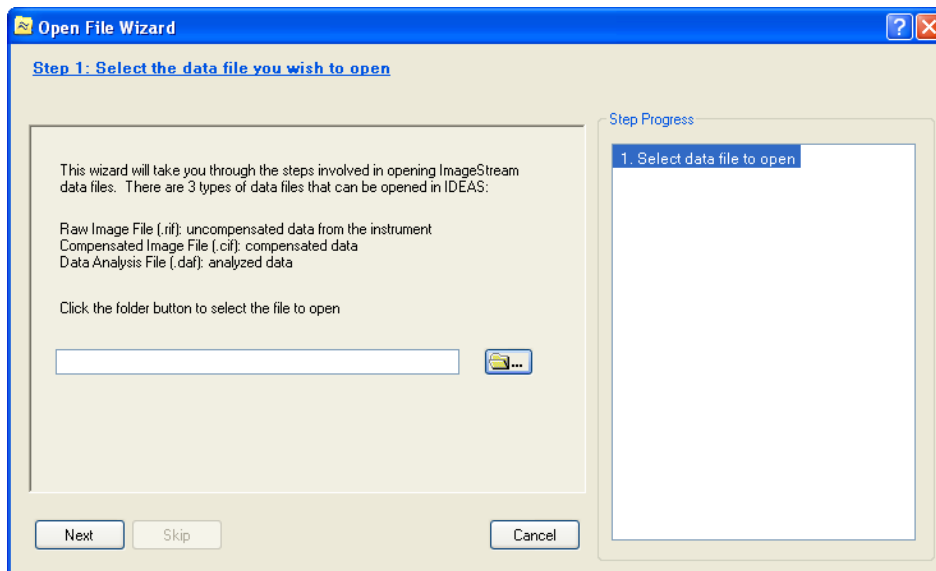 Open File Wizard
Step 1: Select the data file you wish to open
This wizard will take you through the steps involved in opening ImageStream
data files. There are 3 types of data files that can be opened in IDEAS:
Raw Image File (.rif): uncompensated data from the instrument
Compensated Image File (.cif): compensated data
Data Analysis File (.daf): analyzed data
Click the folder button to select the file to open
...
Next
Skip
Cancel
Step Progress
1. Select data file to open